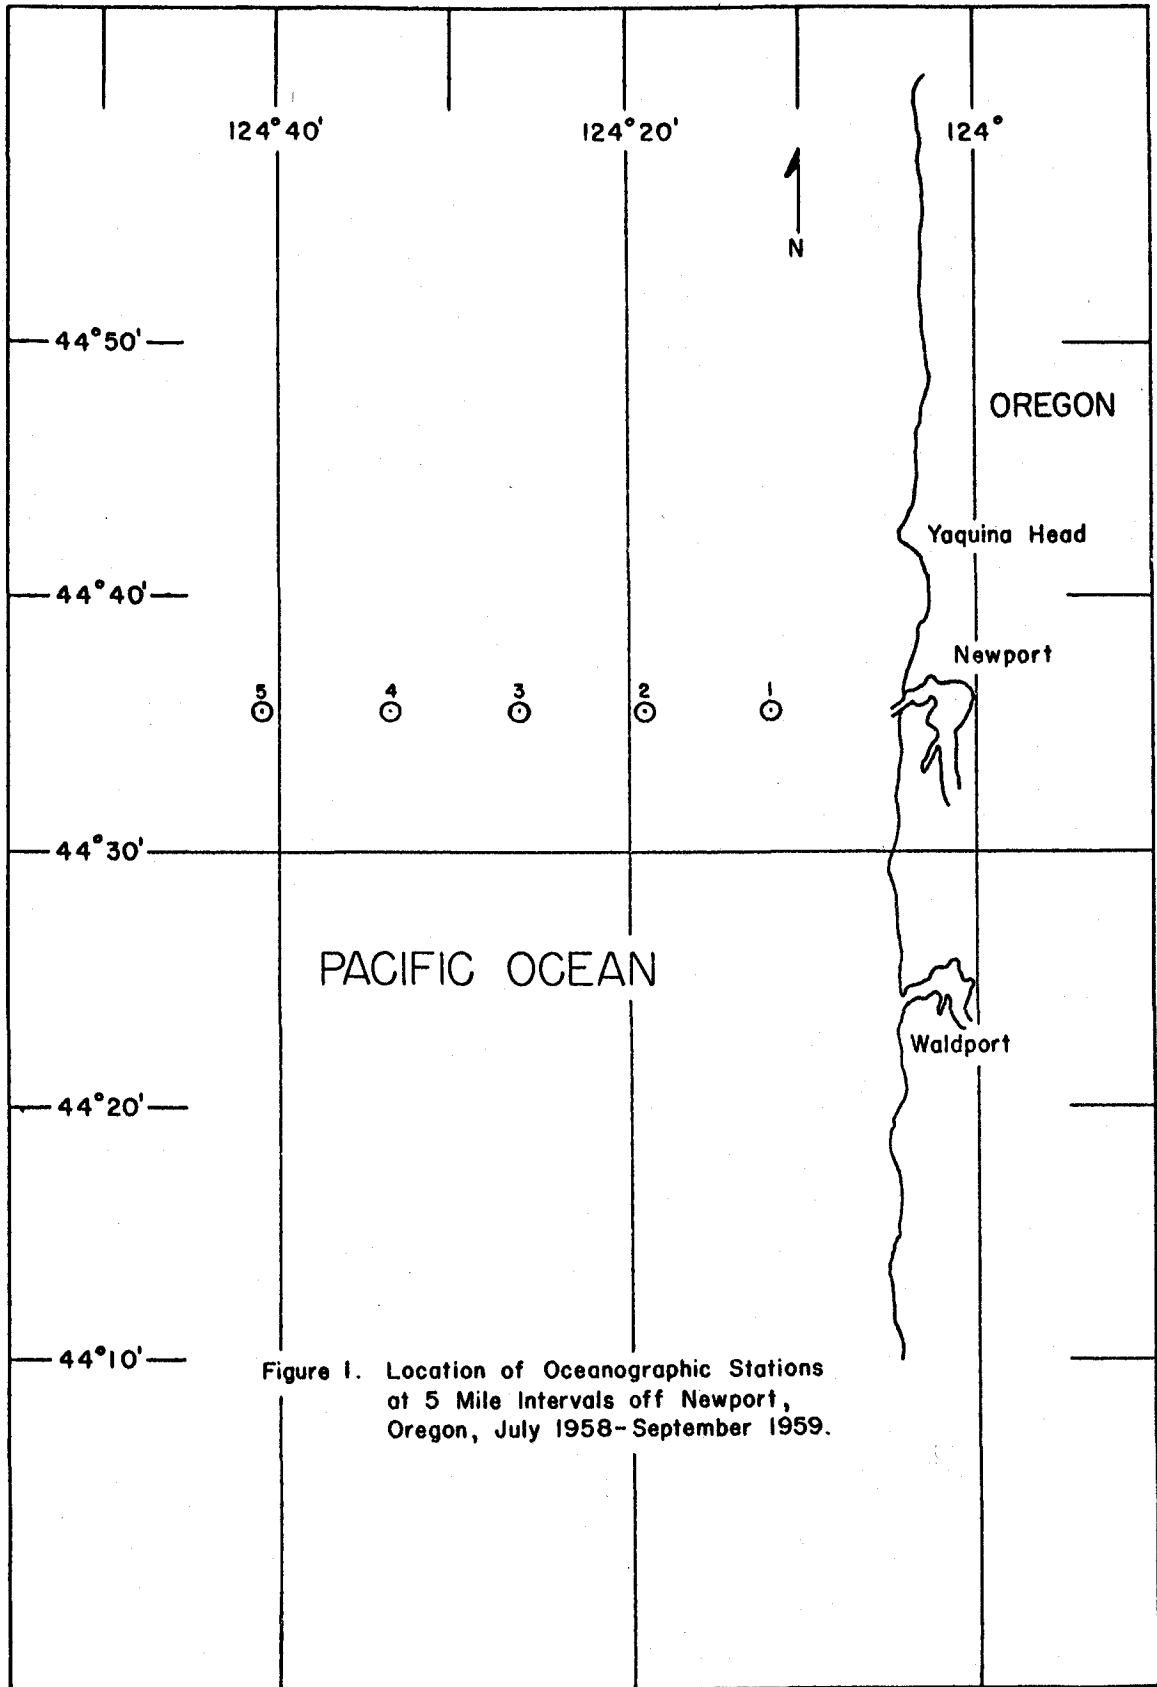 124°40' 124°20' 124°
N
44°50'
OREGON
Yaquina Head
44°40'
Newport
5 4 3 2 1
44°30'
PACIFIC OCEAN
Waldport
44°20'
44°10'
Figure 1. Location of Oceanographic Stations
at 5 Mile Intervals off Newport,
Oregon, July 1958-September 1959.